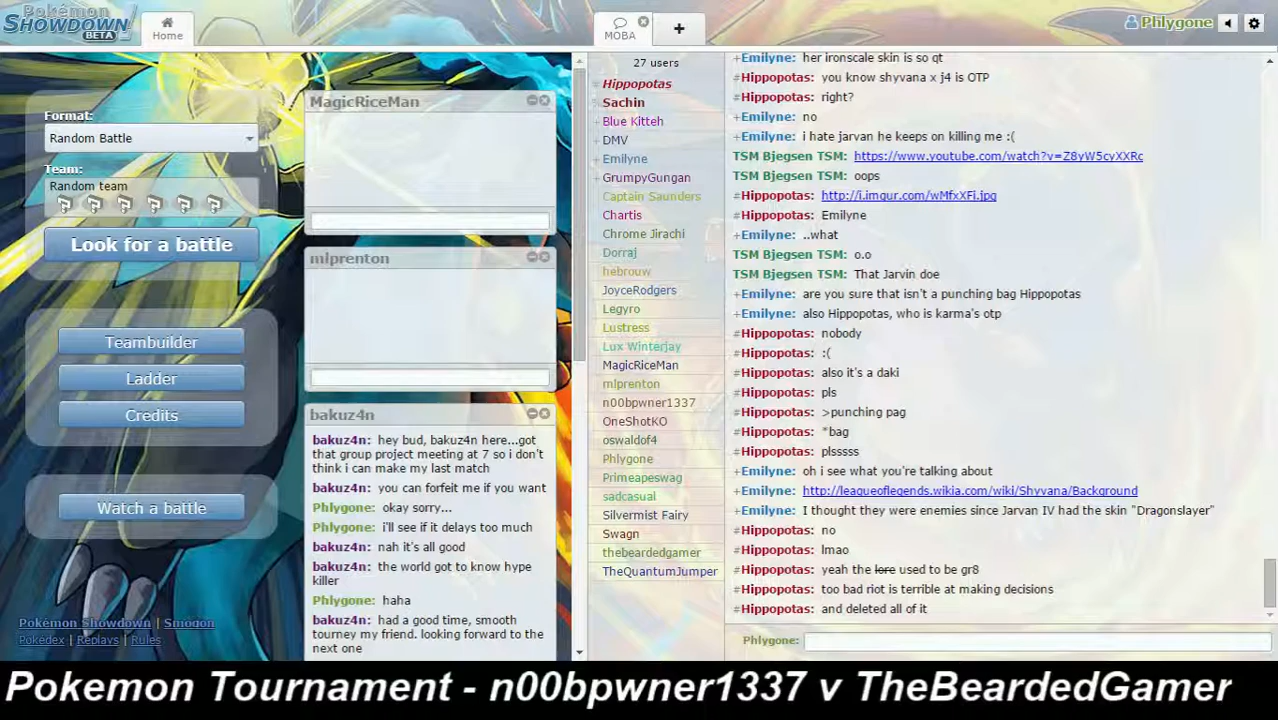 Pokémon
SHOWDOWN!
BETA
Home
MOBA
+
Phlygone
Format:
Random Battle
Team:
Random team
Look for a battle
Teambuilder
Ladder
Credits
Watch a battle
Pokémon Showdown | Smogon
Pokedex | Replays | Rules
MagicRiceMan
mlprenton
bakuz4n
bakuz4n: hey bud, bakuz4n here...got
that group project meeting at 7 so i don't
think i can make my last match
bakuz4n: you can forfeit me if you want
Phlygone: okay sorry...
Phlygone: i'll see if it delays too much
bakuz4n: nah it's all good
bakuz4n: the world got to know hype
killer
Phlygone: haha
bakuz4n: had a good time, smooth
tourney my friend. looking forward to the
next one
27 users
Hippopotas
Sachin
+ Blue Kitteh
+ DMV
+ Emilyne
+ GrumpyGungan
Captain Saunders
Chartis
Chrome Jirachi
Dorraj
hebrouw
JoyceRodgers
Legyro
Lustress
Lux Winterjay
MagicRiceMan
mlprenton
n00bpwner1337
OneShotKO
oswaldof4
Phlygone
Primeapeswag
sadcasual
Silvermist Fairy
Swagn
thebeardedgamer
TheQuantumJumper
+Emilyne: her ironscale skin is so qt
#Hippopotas: you know shyvana x j4 is OTP
#Hippopotas: right?
+Emilyne: no
+Emilyne: i hate jarvan he keeps on killing me :(
TSM Bjegsen TSM: https://www.youtube.com/watch?v=Z8yW5cyXXRc
TSM Bjegsen TSM: oops
#Hippopotas: http://i.imgur.com/wMfxXFi.jpg
#Hippopotas: Emilyne
+Emilyne: ..what
TSM Bjegsen TSM: o.o
TSM Bjegsen TSM: That Jarvin doe
+Emilyne: are you sure that isn't a punching bag Hippopotas
+Emilyne: also Hippopotas, who is karma's otp
#Hippopotas: nobody
#Hippopotas: :(
#Hippopotas: also it's a daki
#Hippopotas: pls
#Hippopotas: >punching pag
#Hippopotas: *bag
#Hippopotas: plsssss
+Emilyne: oh i see what you're talking about
+Emilyne: http://leagueoflegends.wikia.com/wiki/Shyvana/Background
+Emilyne: I thought they were enemies since Jarvan IV had the skin "Dragonslayer"
#Hippopotas: no
#Hippopotas: lmao
#Hippopotas: yeah the lore used to be gr8
#Hippopotas: too bad riot is terrible at making decisions
#Hippopotas: and deleted all of it
Phlygone:
Pokemon Tournament - n00bpwner1337 v TheBeardedGamer